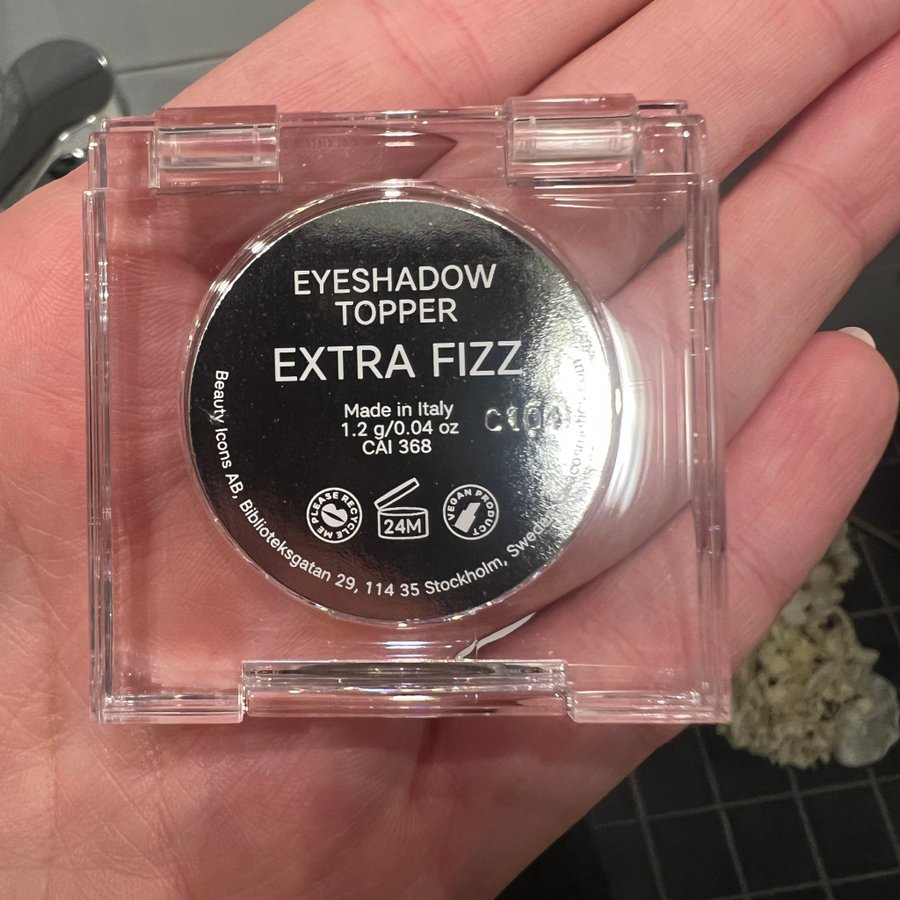 EYESHADOW
TOPPER
EXTRA FIZZ
Made in Italy
1.2 g/0.04 oz
CAI 368
PLEASE RECYCLE ME
24M
VEGAN PRODUCT
Beauty Icons AB, Biblioteksgatan 29, 114 35 Stockholm, Sweden